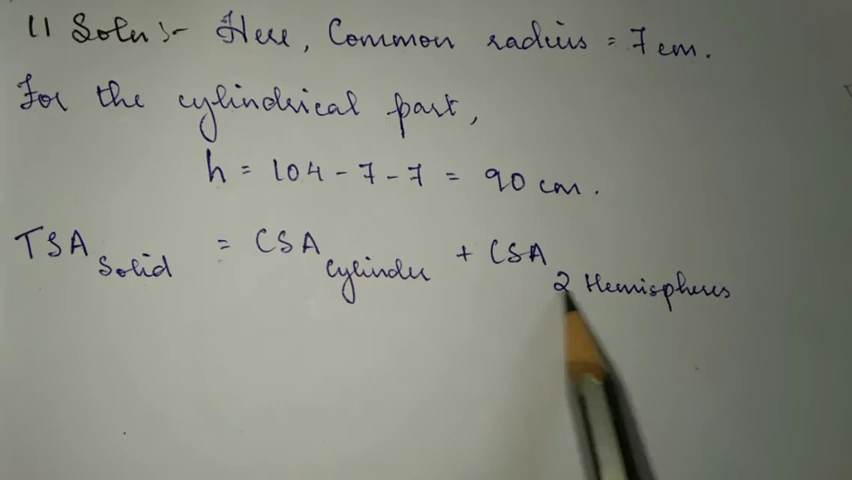 11 Soln :- Here, Common radius = 7 cm.
For the cylindrical part,
h = 104 - 7 - 7 = 90 cm.
TSA Solid = CSA Cylinder + CSA 2 Hemispheres